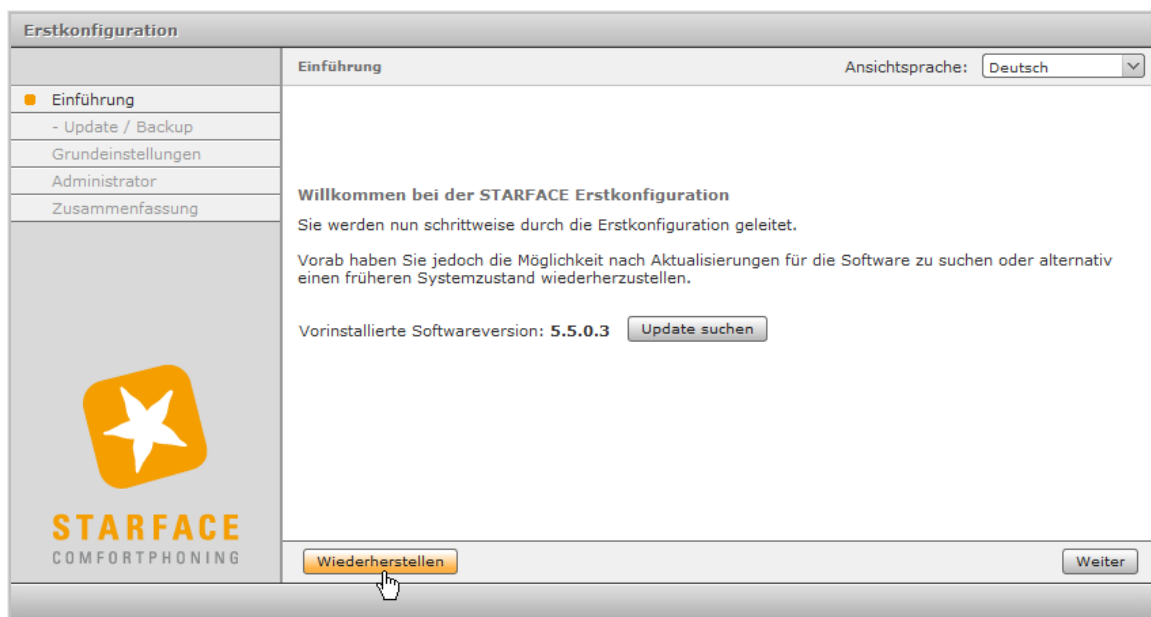 Erstkonfiguration
Einführung
Ansichtsprache: Deutsch
Einführung
- Update / Backup
Grundeinstellungen
Administrator
Zusammenfassung
Willkommen bei der STARFACE Erstkonfiguration
Sie werden nun schrittweise durch die Erstkonfiguration geleitet.
Vorab haben Sie jedoch die Möglichkeit nach Aktualisierungen für die Software zu suchen oder alternativ
einen früheren Systemzustand wiederherzustellen.
Vorinstallierte Softwareversion: 5.5.0.3 Update suchen
STARFACE
COMFORTPHONING
Wiederherstellen
Weiter